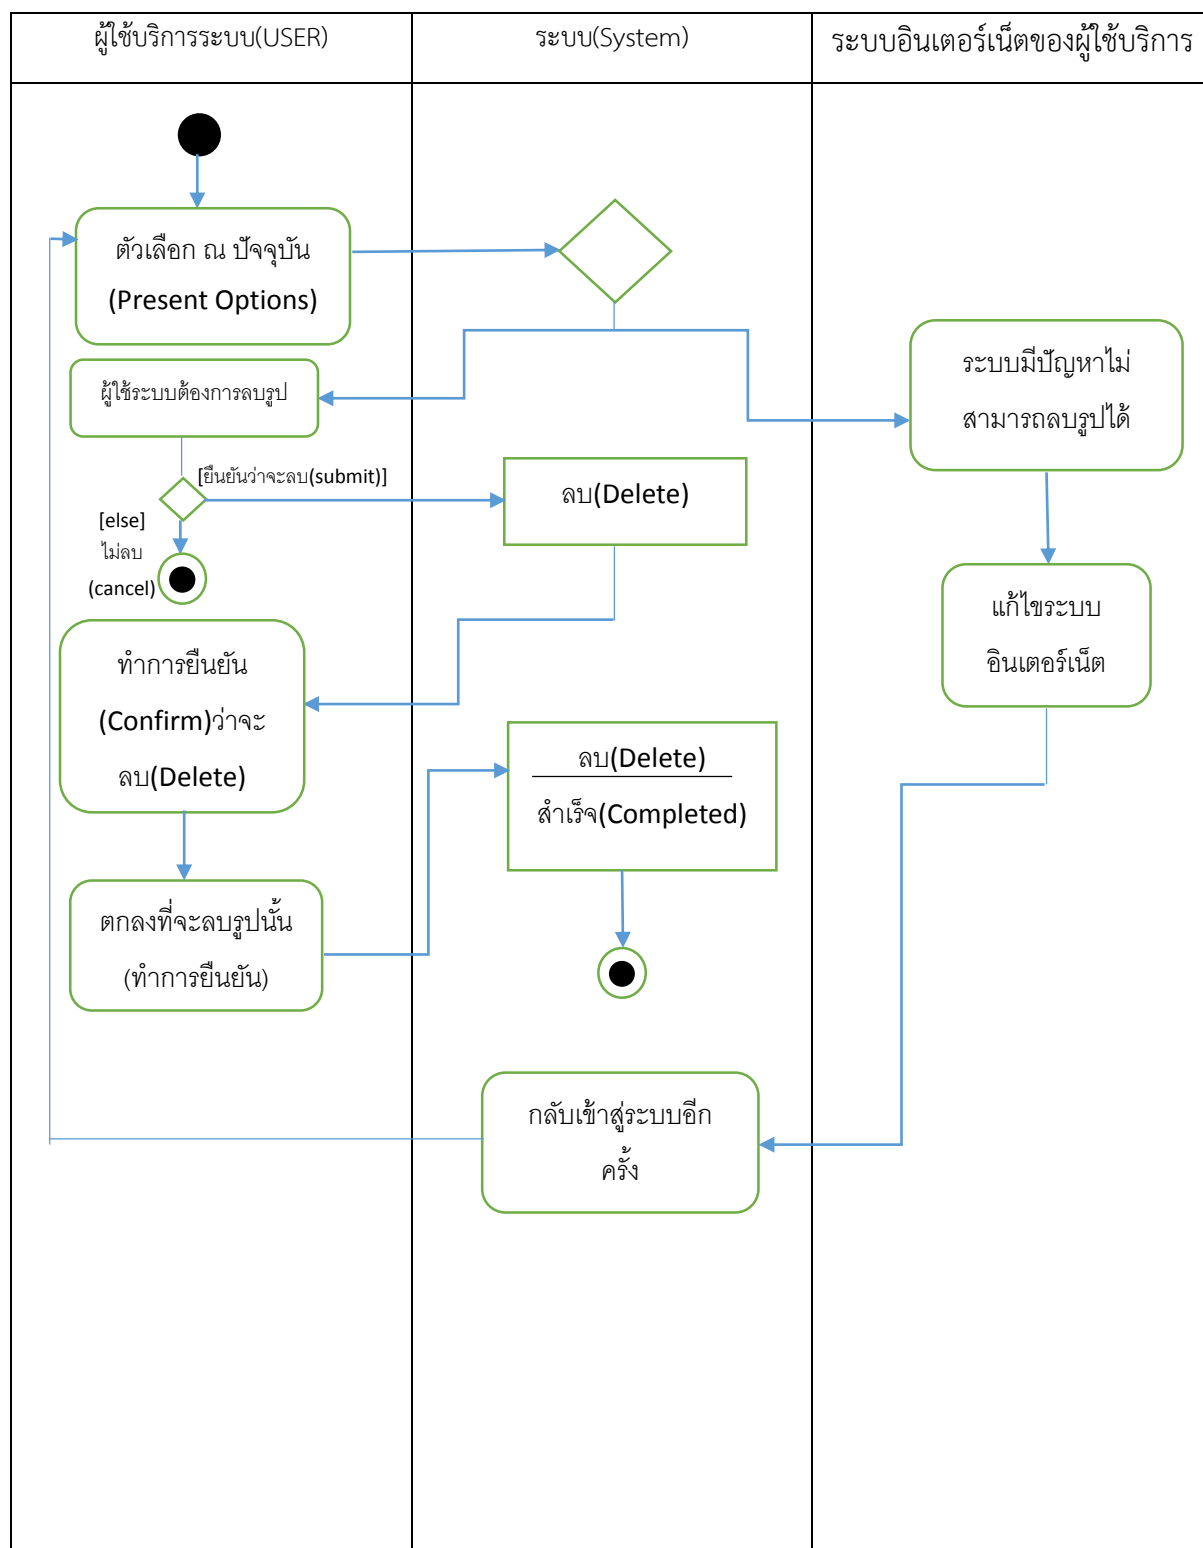 ผู้ใช้บริการระบบ(USER)
ระบบ(System)
ระบบอินเตอร์เน็ตของผู้ใช้บริการ
ตัวเลือก ณ ปัจจุบัน
(Present Options)
ผู้ใช้ระบบต้องการลบรูป
[ยืนยันว่าจะลบ(submit)]
[else]
ไม่ลบ
(cancel)
ลบ(Delete)
ระบบมีปัญหาไม่
สามารถลบรูปได้
แก้ไขระบบ
อินเตอร์เน็ต
ทำการยืนยัน
(Confirm)ว่าจะ
ลบ(Delete)
ลบ(Delete)
สำเร็จ(Completed)
ตกลงที่จะลบรูปนั้น
(ทำการยืนยัน)
กลับเข้าสู่ระบบอีก
ครั้ง